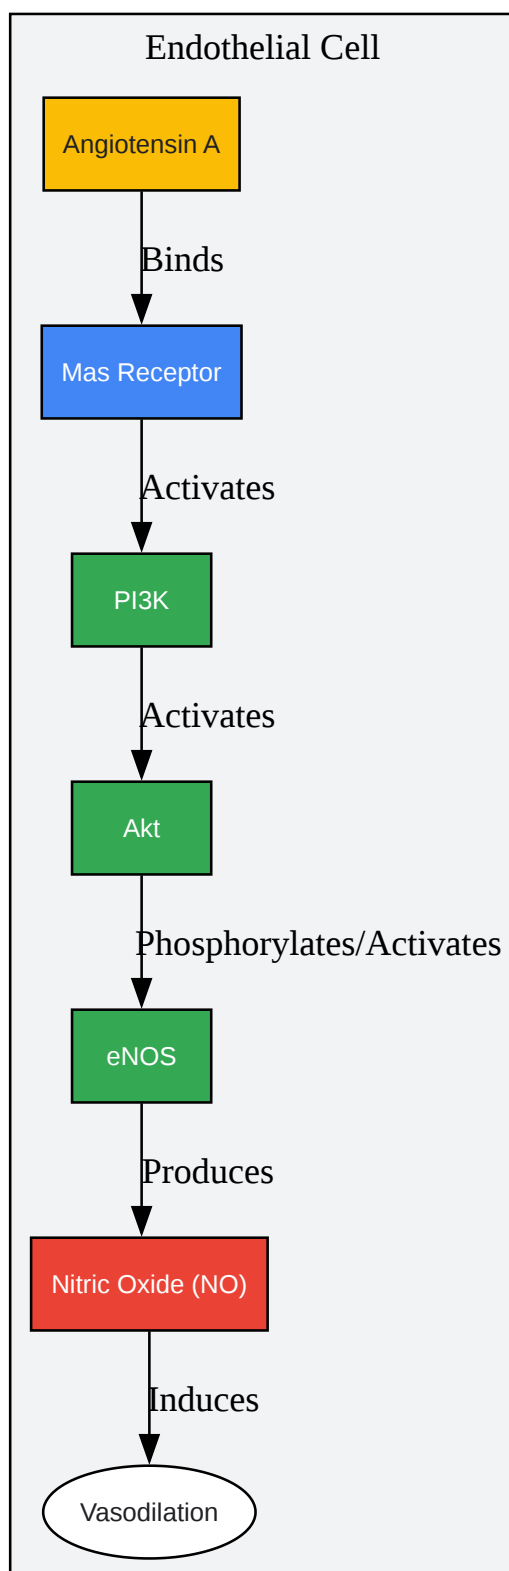 Endothelial Cell
Angiotensin A
Binds
Mas Receptor
Activates
PI3K
Activates
Akt
Phosphorylates/Activates
eNOS
Produces
Nitric Oxide (NO)
Induces
Vasodilation